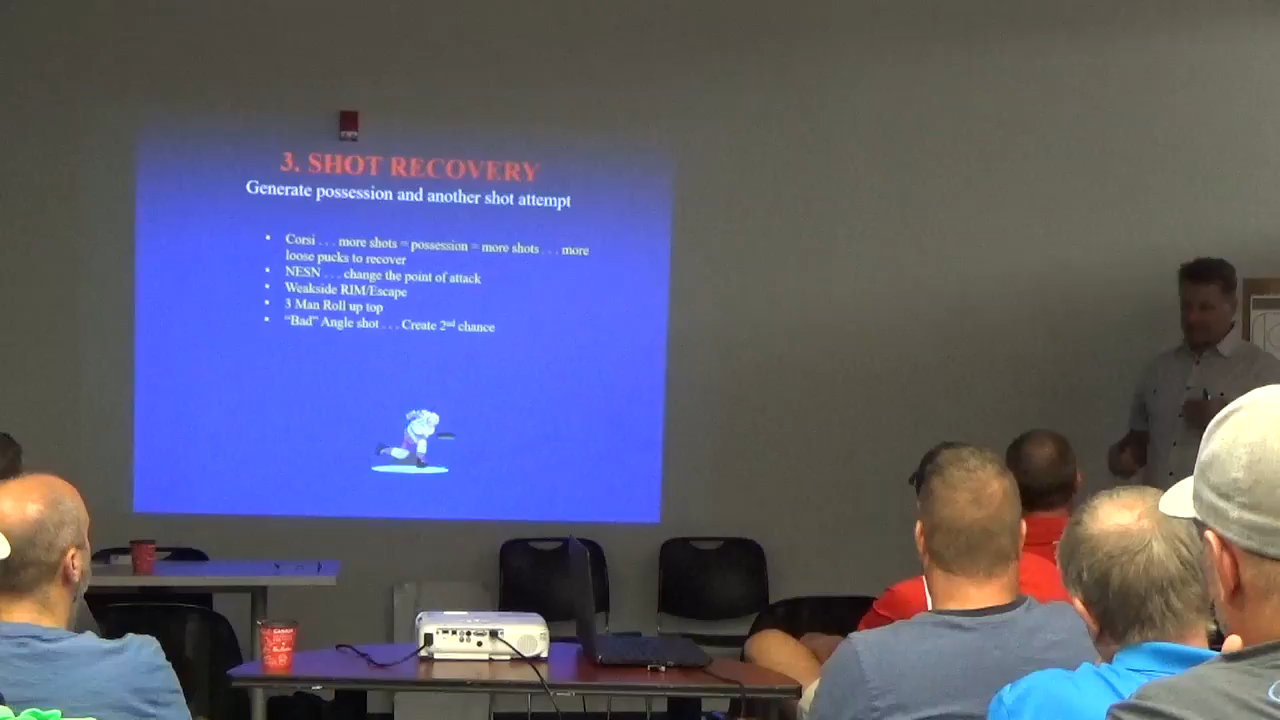 3. SHOT RECOVERY
Generate possession and another shot attempt
Corsi . . . more shots = possession = more shots . . . more
loose pucks to recover
NESN . . . change the point of attack
Weakside RIM/Escape
3 Man Roll up top
“Bad” Angle shot . . . Create 2nd chance